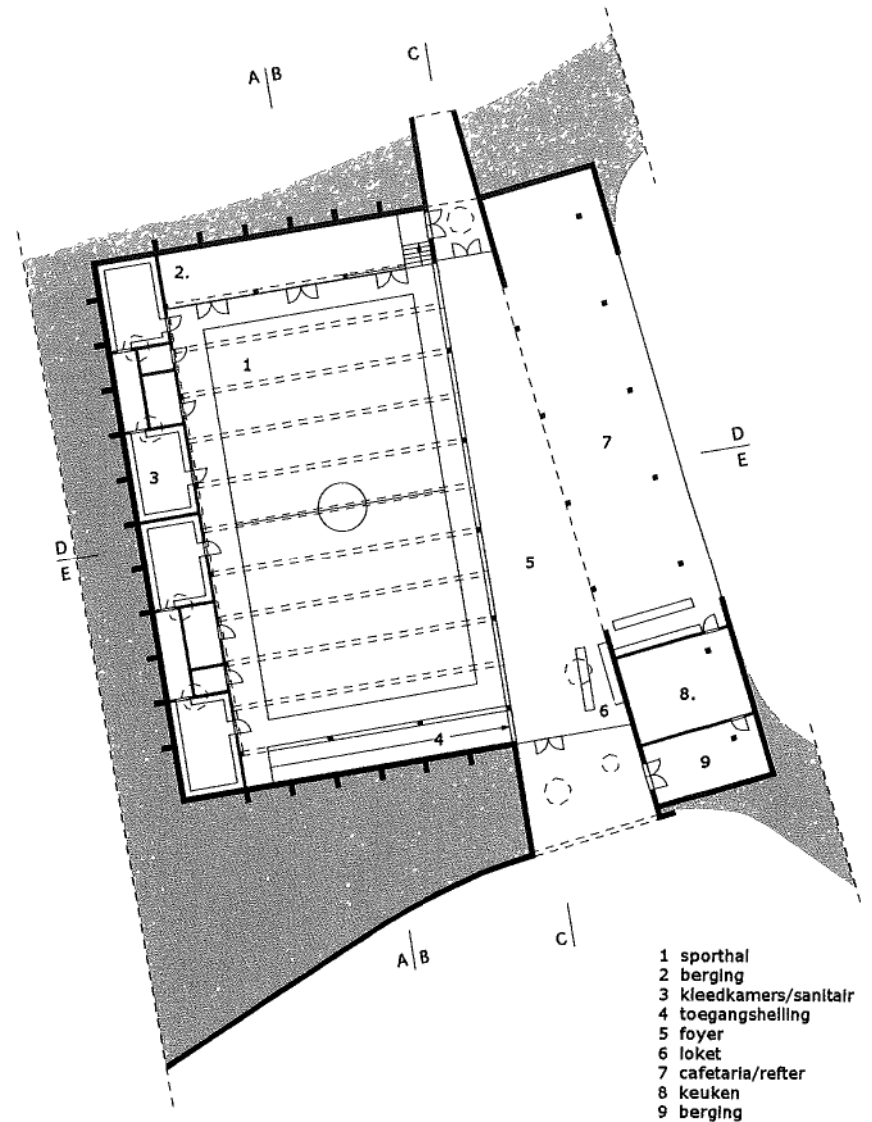 C
A | B
2.
1
3
7
D
E
D
E
5
6
8.
4
9
A | B
C
1 sporthal
2 berging
3 kleedkamers/sanitair
4 toegangshelling
5 foyer
6 loket
7 cafetaria/refter
8 keuken
9 berging